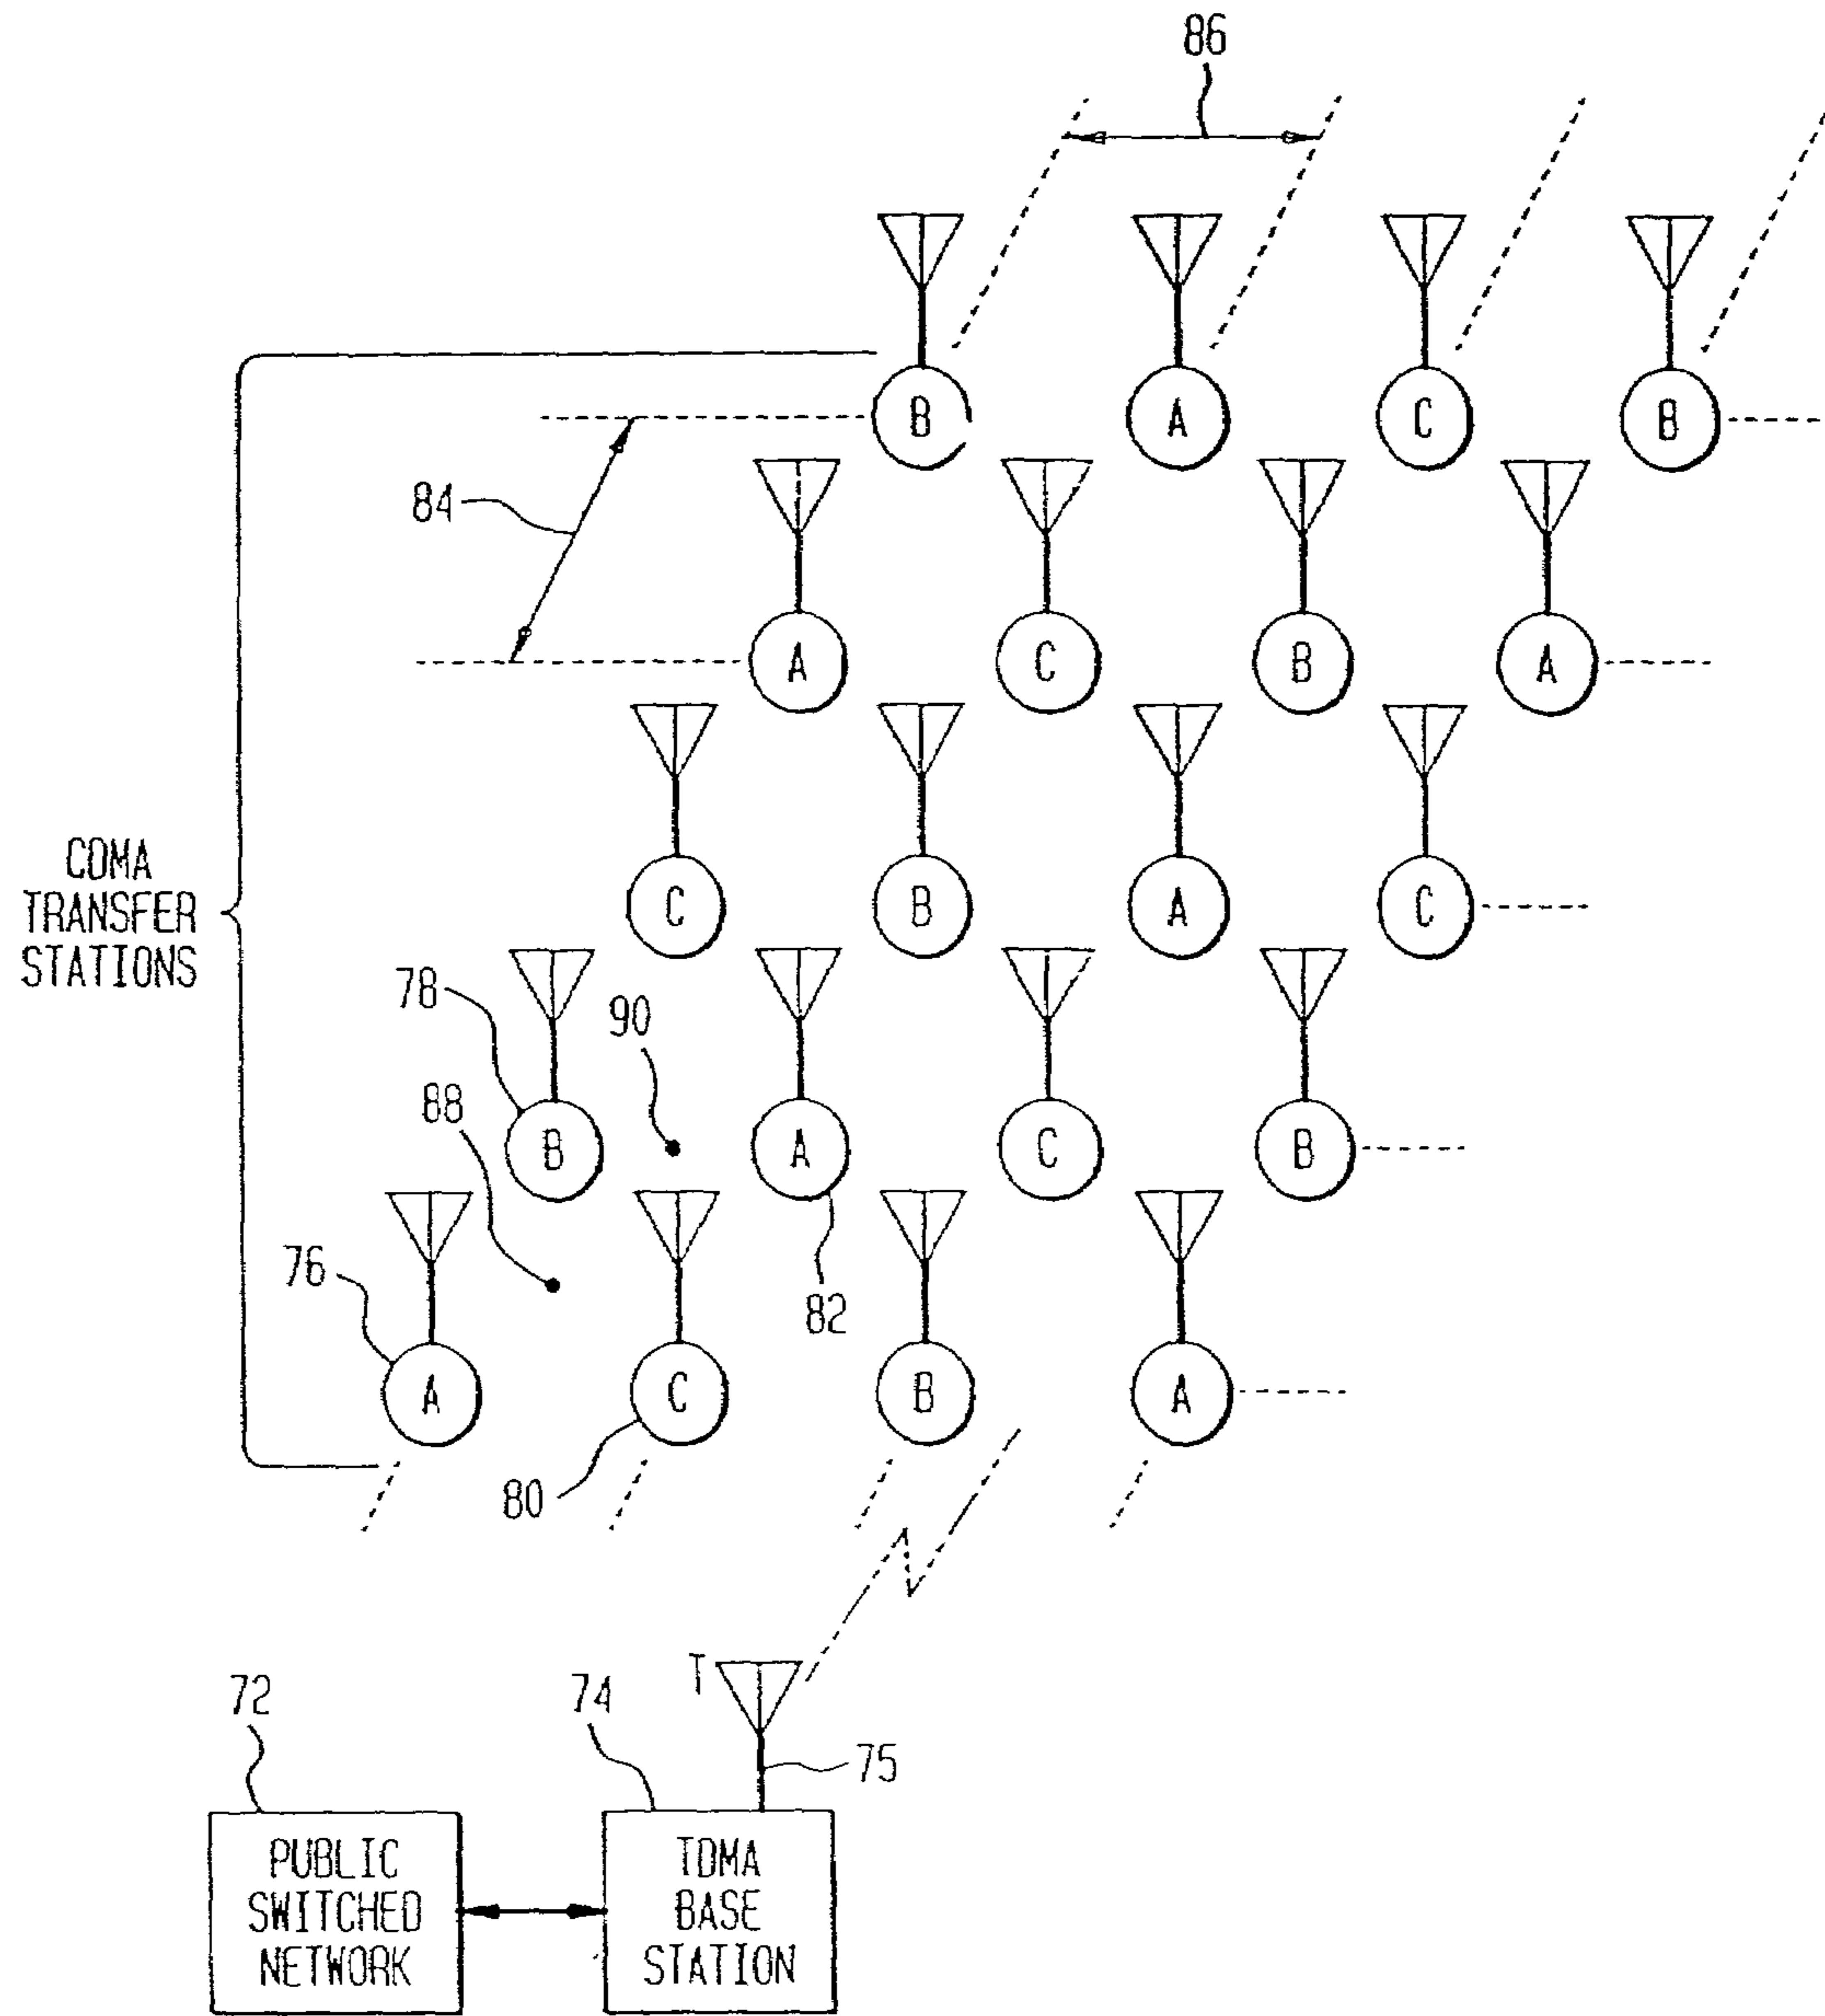 86
B A C B
84
A C B A
CDMA
TRANSFER
STATIONS
C B A C
78
90
88
B A C B
76
82
A C B A
80
T
72
74
75
PUBLIC
SWITCHED
NETWORK
TDMA
BASE
STATION